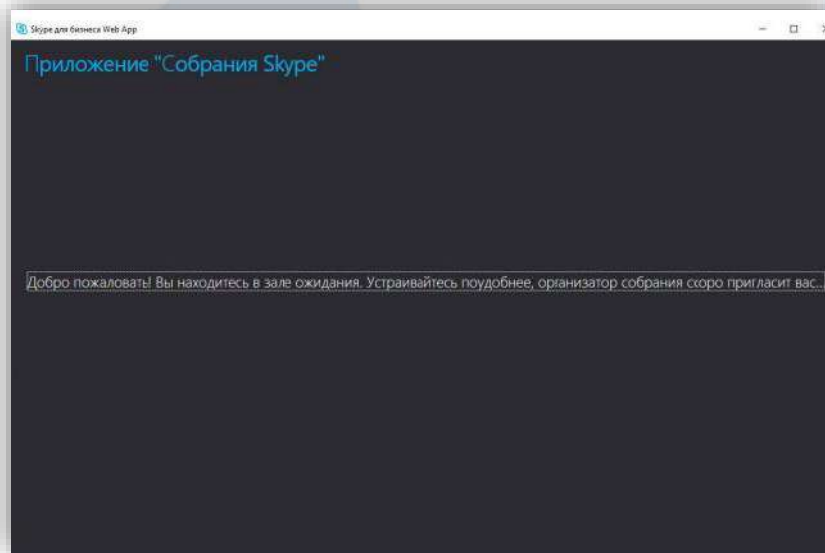 Skype для бизнеса Web App
Приложение "Собрания Skype"
Добро пожаловать! Вы находитесь в зале ожидания. Устраивайтесь поудобнее, организатор собрания скоро пригласит вас...